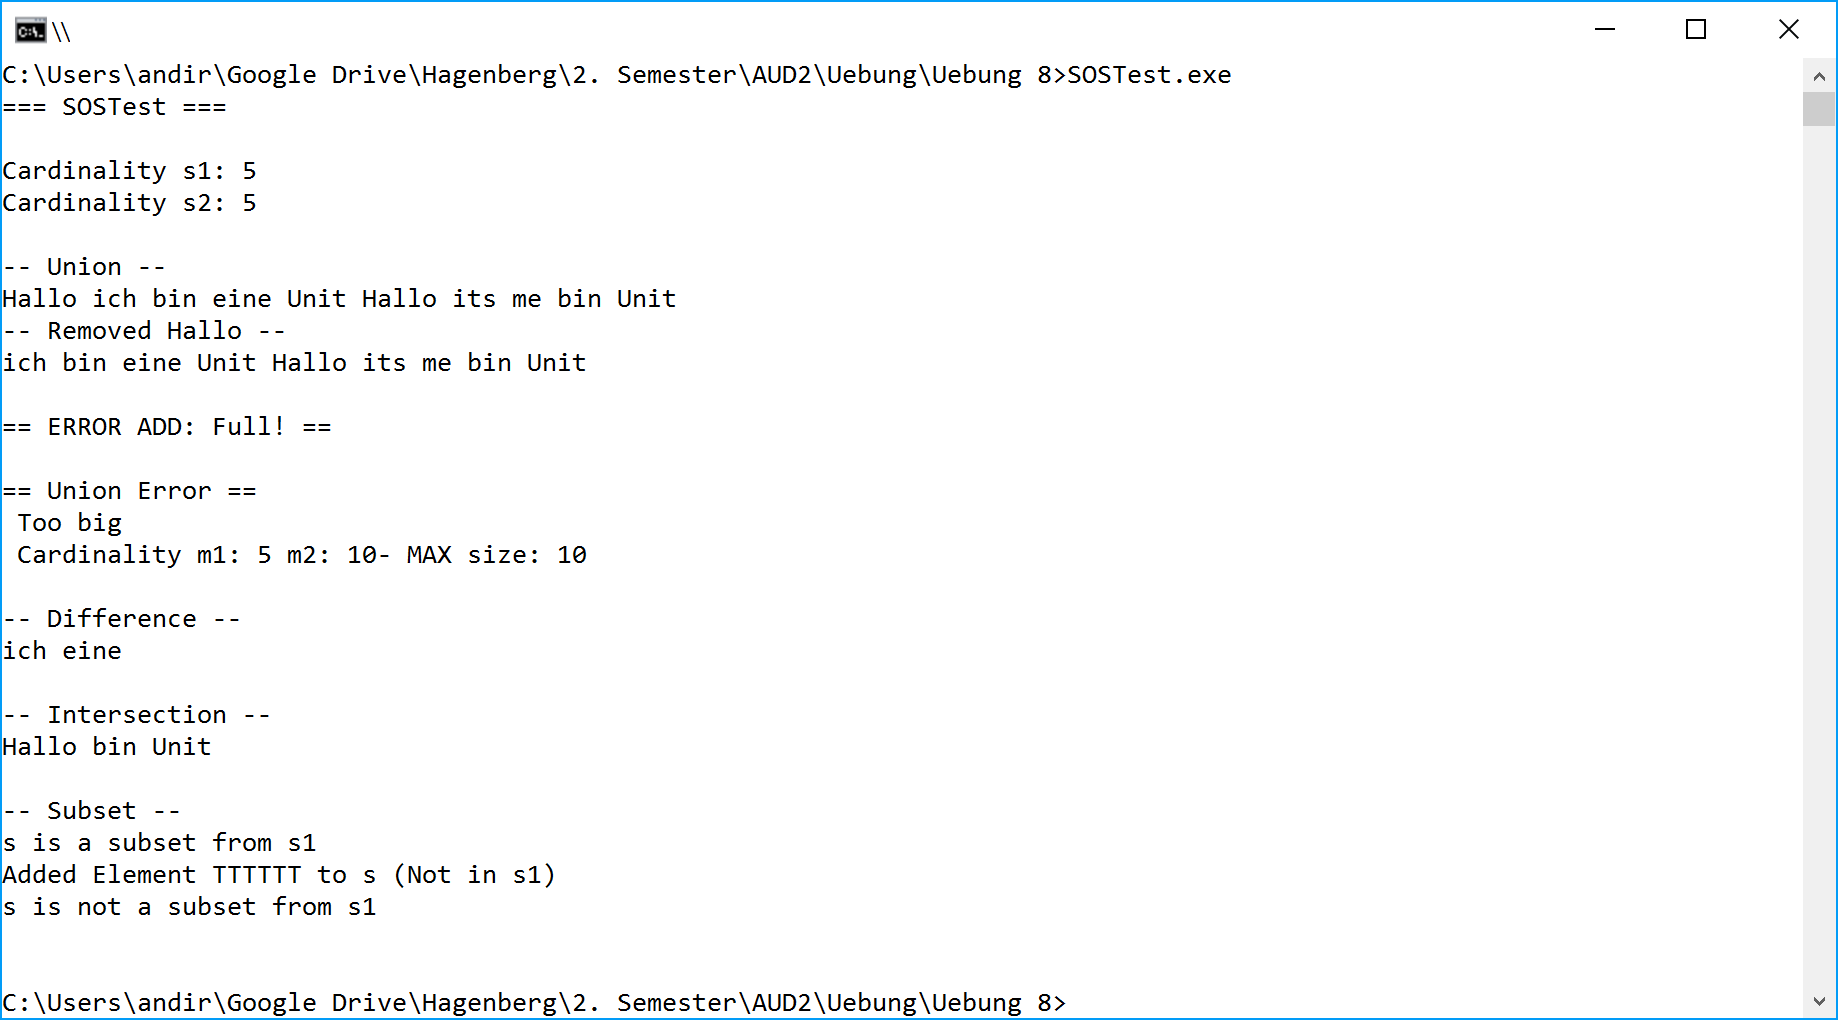 \\
C:\Users\andir\Google Drive\Hagenberg\2. Semester\AUD2\Uebung\Uebung 8>SOSTest.exe
=== SOSTest ===
Cardinality s1: 5
Cardinality s2: 5
-- Union --
Hallo ich bin eine Unit Hallo its me bin Unit
-- Removed Hallo --
ich bin eine Unit Hallo its me bin Unit
== ERROR ADD: Full! ==
== Union Error ==
Too big
Cardinality m1: 5 m2: 10- MAX size: 10
-- Difference --
ich eine
-- Intersection --
Hallo bin Unit
-- Subset --
s is a subset from s1
Added Element TTTTTT to s (Not in s1)
s is not a subset from s1
C:\Users\andir\Google Drive\Hagenberg\2. Semester\AUD2\Uebung\Uebung 8>